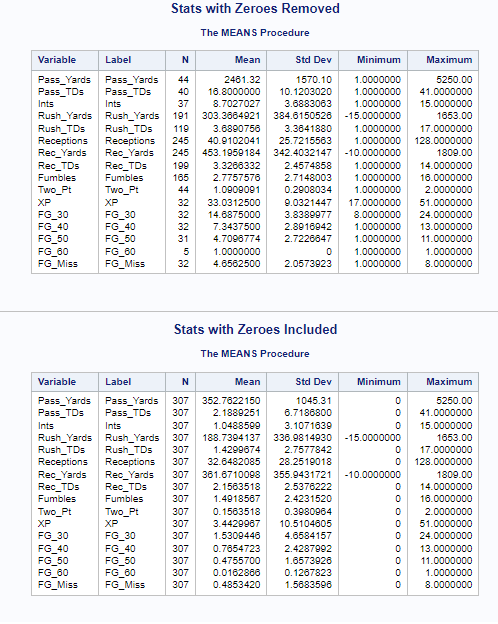 Stats with Zeroes Removed
The MEANS Procedure
Variable Label N Mean Std Dev Minimum Maximum
Pass_Yards Pass_Yards 44 2461.32 1570.10 1.0000000 5250.00
Pass_TDs Pass_TDs 40 16.8000000 10.1203020 1.0000000 41.0000000
Ints Ints 37 8.7027027 3.6883063 1.0000000 15.0000000
Rush_Yards Rush_Yards 191 303.3664921 384.6150526 -15.0000000 1653.00
Rush_TDs Rush_TDs 119 3.6890756 3.3641880 1.0000000 17.0000000
Receptions Receptions 245 40.9102041 25.7215563 1.0000000 128.0000000
Rec_Yards Rec_Yards 245 453.1959184 342.4032147 -10.0000000 1809.00
Rec_TDs Rec_TDs 199 3.3266332 2.4574858 1.0000000 14.0000000
Fumbles Fumbles 165 2.7757576 2.7148003 1.0000000 16.0000000
Two_Pt Two_Pt 44 1.0909091 0.2908034 1.0000000 2.0000000
XP XP 32 33.0312500 9.0321447 17.0000000 51.0000000
FG_30 FG_30 32 14.6875000 3.8389977 8.0000000 24.0000000
FG_40 FG_40 32 7.3437500 2.8916942 1.0000000 13.0000000
FG_50 FG_50 31 4.7096774 2.7226647 1.0000000 11.0000000
FG_60 FG_60 5 1.0000000 0 1.0000000 1.0000000
FG_Miss FG_Miss 32 4.6562500 2.0573923 1.0000000 8.0000000
Stats with Zeroes Included
The MEANS Procedure
Variable Label N Mean Std Dev Minimum Maximum
Pass_Yards Pass_Yards 307 352.7622150 1045.31 0 5250.00
Pass_TDs Pass_TDs 307 2.1889251 6.7186800 0 41.0000000
Ints Ints 307 1.0488599 3.1071639 0 15.0000000
Rush_Yards Rush_Yards 307 188.7394137 336.9814930 -15.0000000 1653.00
Rush_TDs Rush_TDs 307 1.4299674 2.7577842 0 17.0000000
Receptions Receptions 307 32.6482085 28.2519018 0 128.0000000
Rec_Yards Rec_Yards 307 361.6710098 355.9431721 -10.0000000 1809.00
Rec_TDs Rec_TDs 307 2.1563518 2.5376222 0 14.0000000
Fumbles Fumbles 307 1.4918567 2.4231520 0 16.0000000
Two_Pt Two_Pt 307 0.1563518 0.3980964 0 2.0000000
XP XP 307 3.4429967 10.5104605 0 51.0000000
FG_30 FG_30 307 1.5309446 4.6584157 0 24.0000000
FG_40 FG_40 307 0.7654723 2.4287992 0 13.0000000
FG_50 FG_50 307 0.4755700 1.6573926 0 11.0000000
FG_60 FG_60 307 0.0162866 0.1267823 0 1.0000000
FG_Miss FG_Miss 307 0.4853420 1.5683596 0 8.0000000